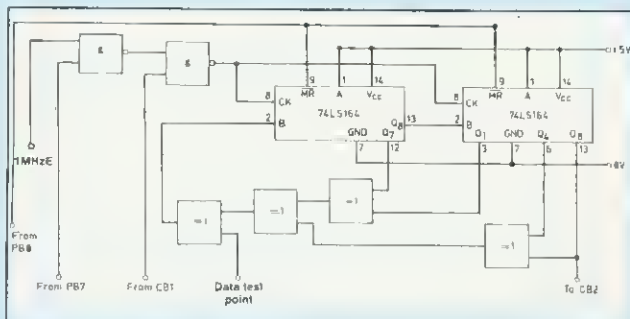 & & +5V
9 1 14 9 1 14
MR A VCC MR A VCC
8 CK 8 CK
74LS164 74LS164
2 B Q8 13 2 B
GND Q7 Q1 GND Q4 Q8
7 12 3 7 6 13
0V
1MHzE
=1 =1 =1 =1
From PB7 From CB1 Data test point To CB2
From